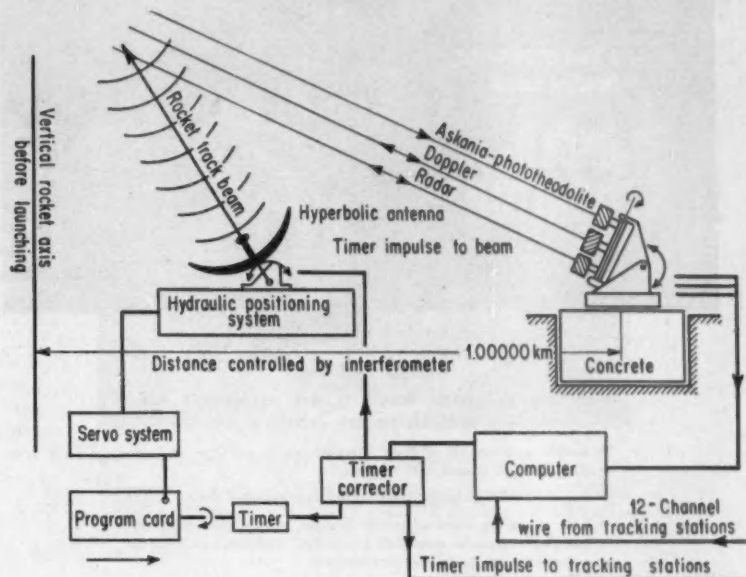 Vertical rocket axis
before launching
Rocket track beam
Askania-phototheodolite
Doppler
Radar
Hyperbolic antenna
Timer impulse to beam
Hydraulic positioning
system
1.00000 km
Distance controlled by interferometer
Concrete
Servo system
Timer
corrector
Computer
Program card
Timer
12-Channel
wire from tracking stations
Timer impulse to tracking stations